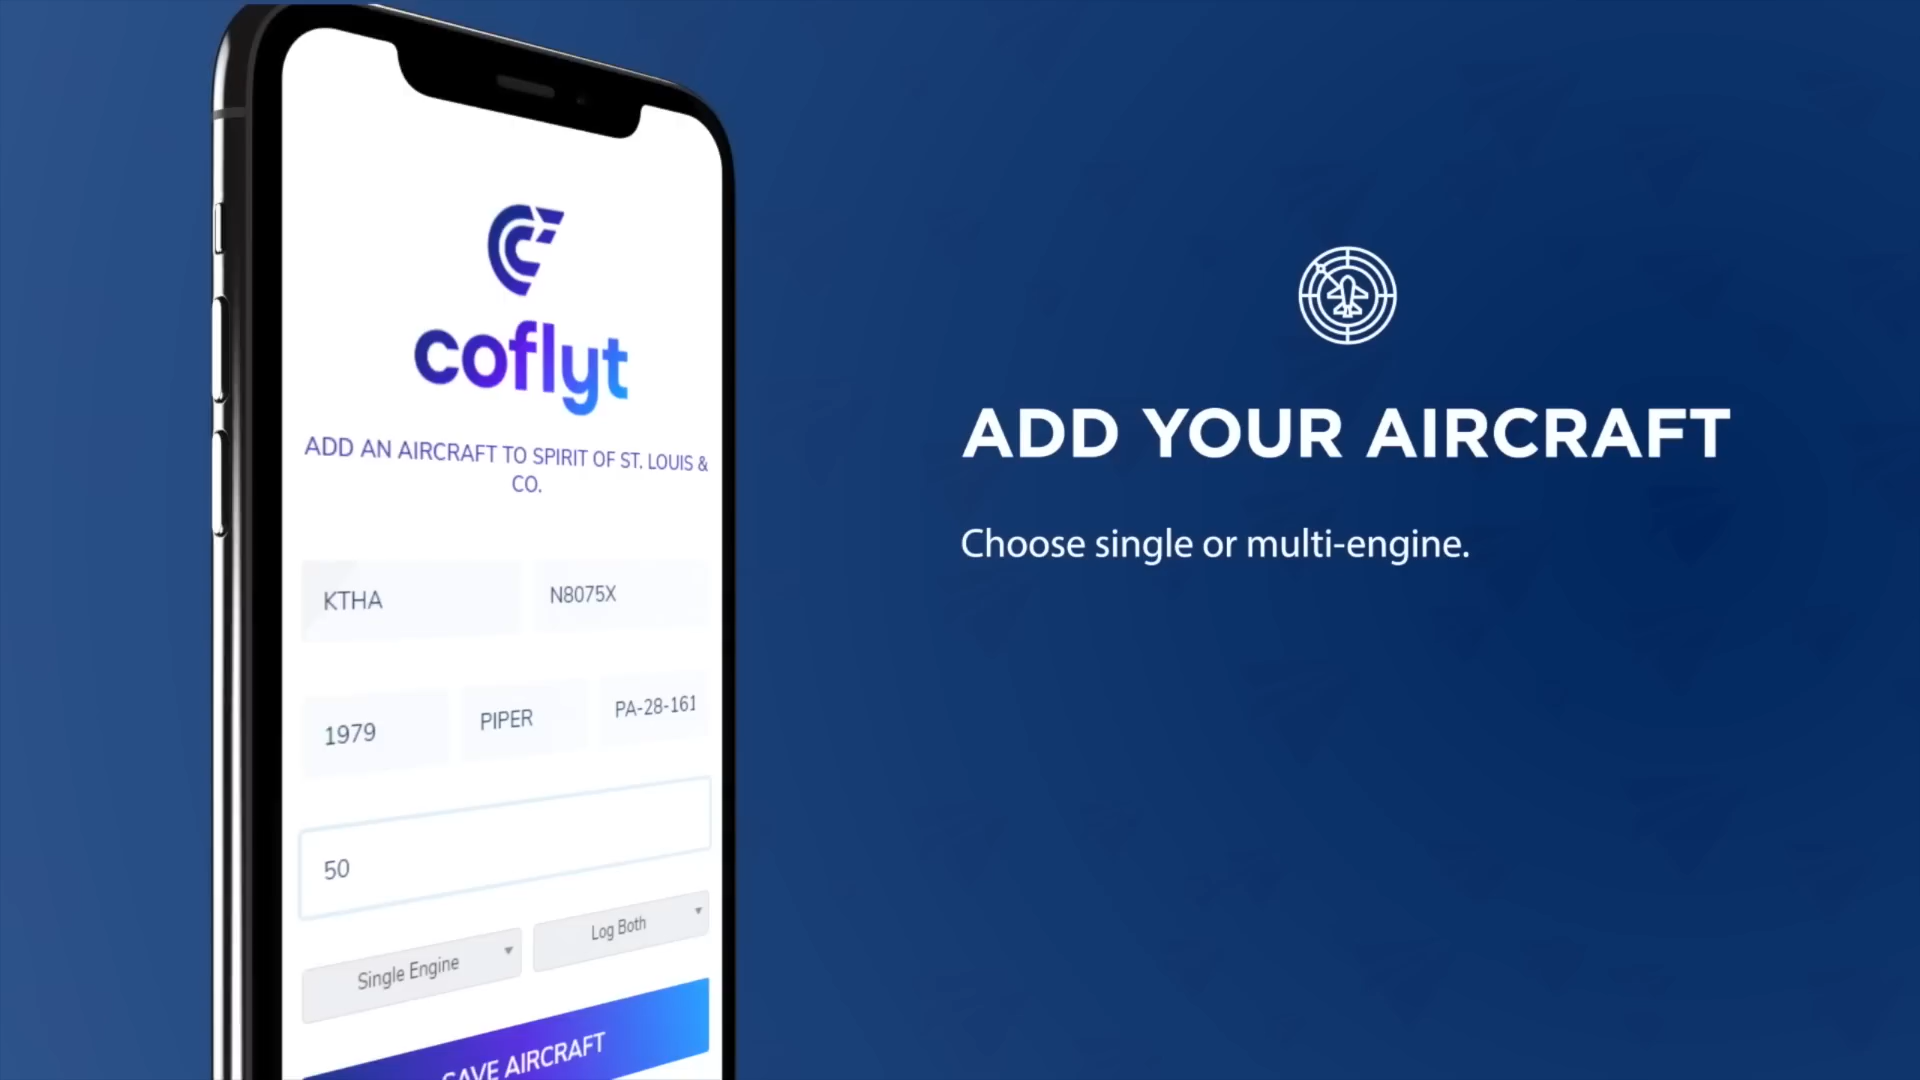 coflyt
ADD AN AIRCRAFT TO SPIRIT OF ST. LOUIS &
CO.
KTHA
N8075X
1979
PIPER
PA-28-161
50
Single Engine
Log Both
SAVE AIRCRAFT
ADD YOUR AIRCRAFT
Choose single or multi-engine.